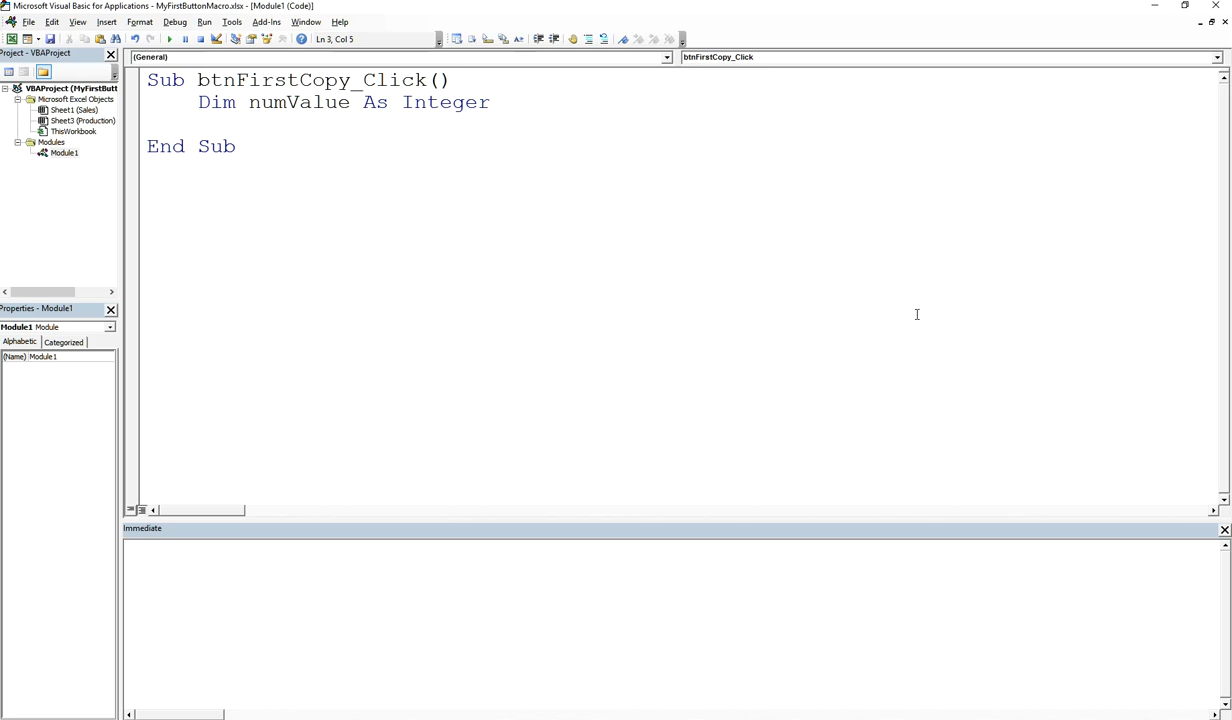 Microsoft Visual Basic for Applications - MyFirstButtonMacro.xlsx - [Module1 (Code)]
File Edit View Insert Format Debug Run Tools Add-Ins Window Help
Ln 3, Col 5
Project - VBAProject
(General)
btnFirstCopy_Click
VBAProject (MyFirstButt
Microsoft Excel Objects
Sheet1 (Sales)
Sheet3 (Production)
ThisWorkbook
Modules
Module1
Sub btnFirstCopy_Click()
Dim numValue As Integer
End Sub
Properties - Module1
Module1 Module
Alphabetic Categorized
(Name) Module1
Immediate